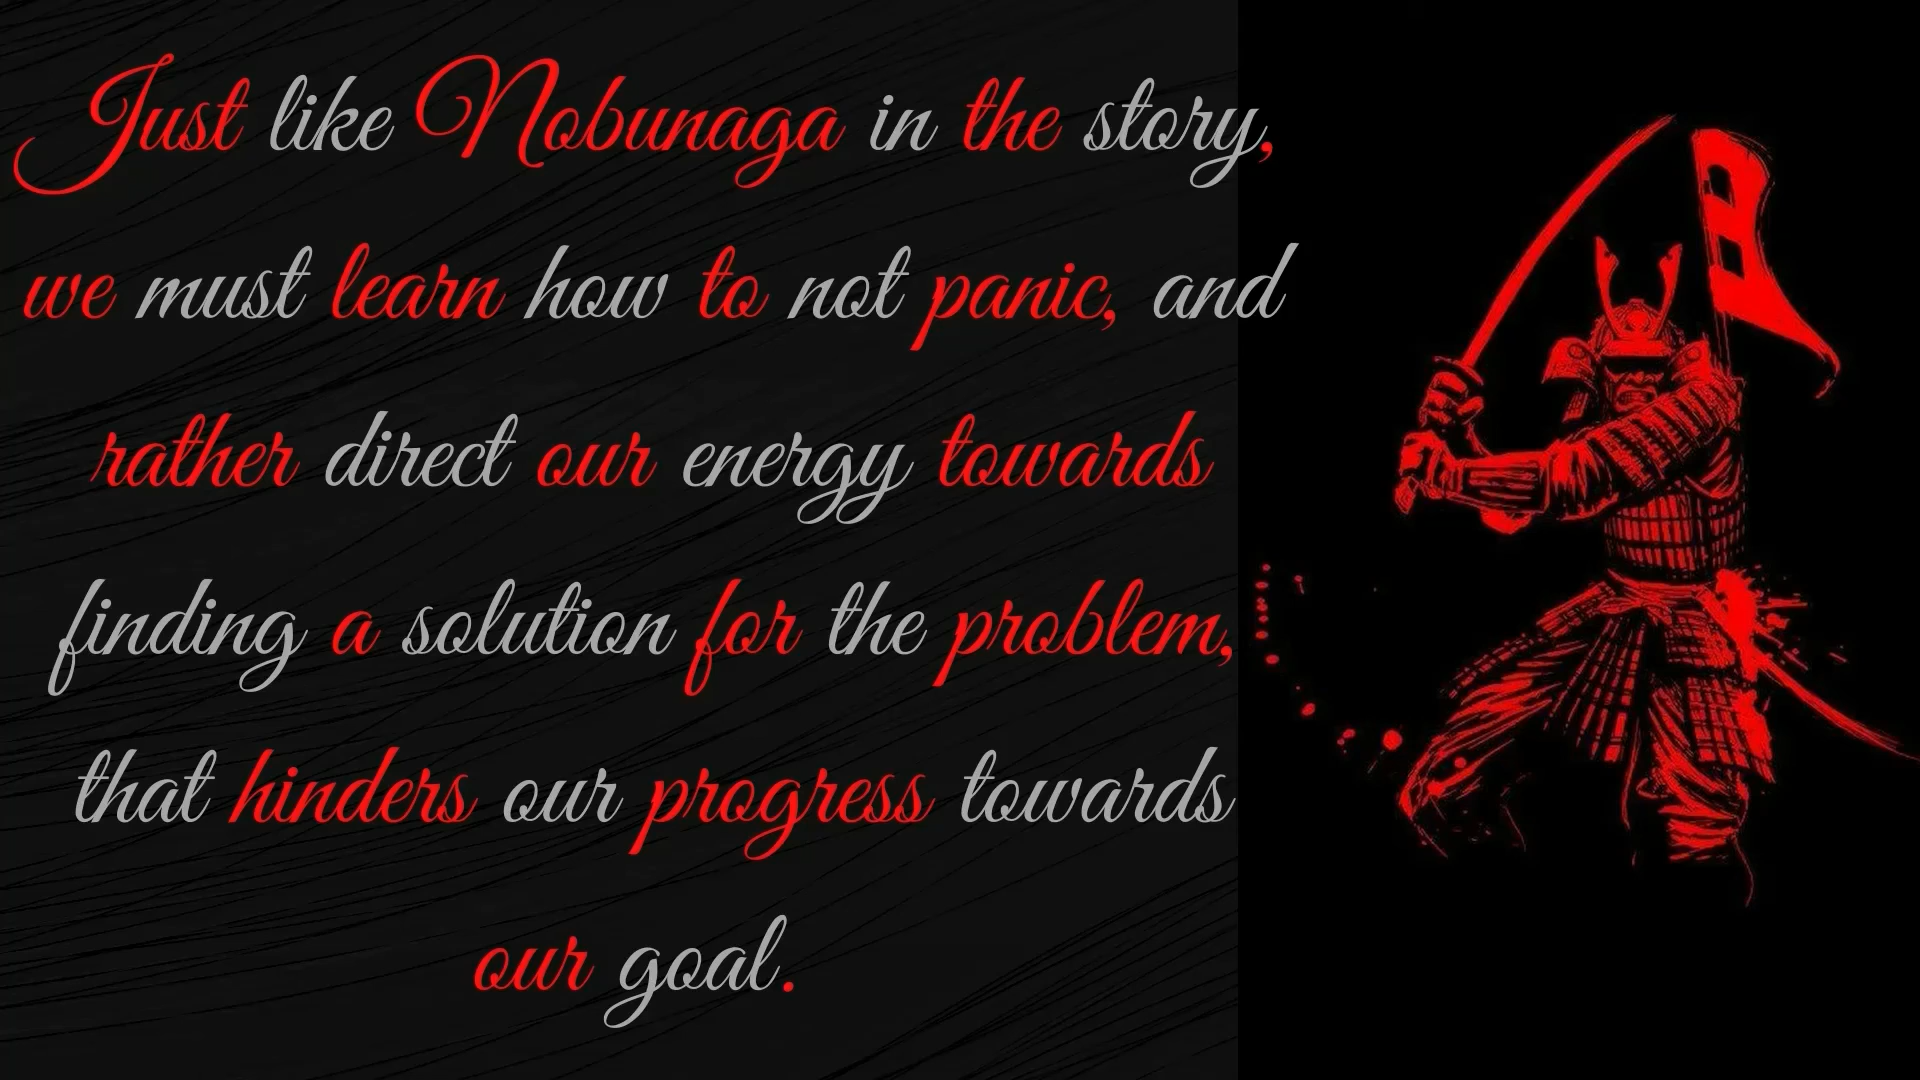 Just like Nobunaga in the story,
we must learn how to not panic, and
rather direct our energy towards
finding a solution for the problem,
that hinders our progress towards
our goal.